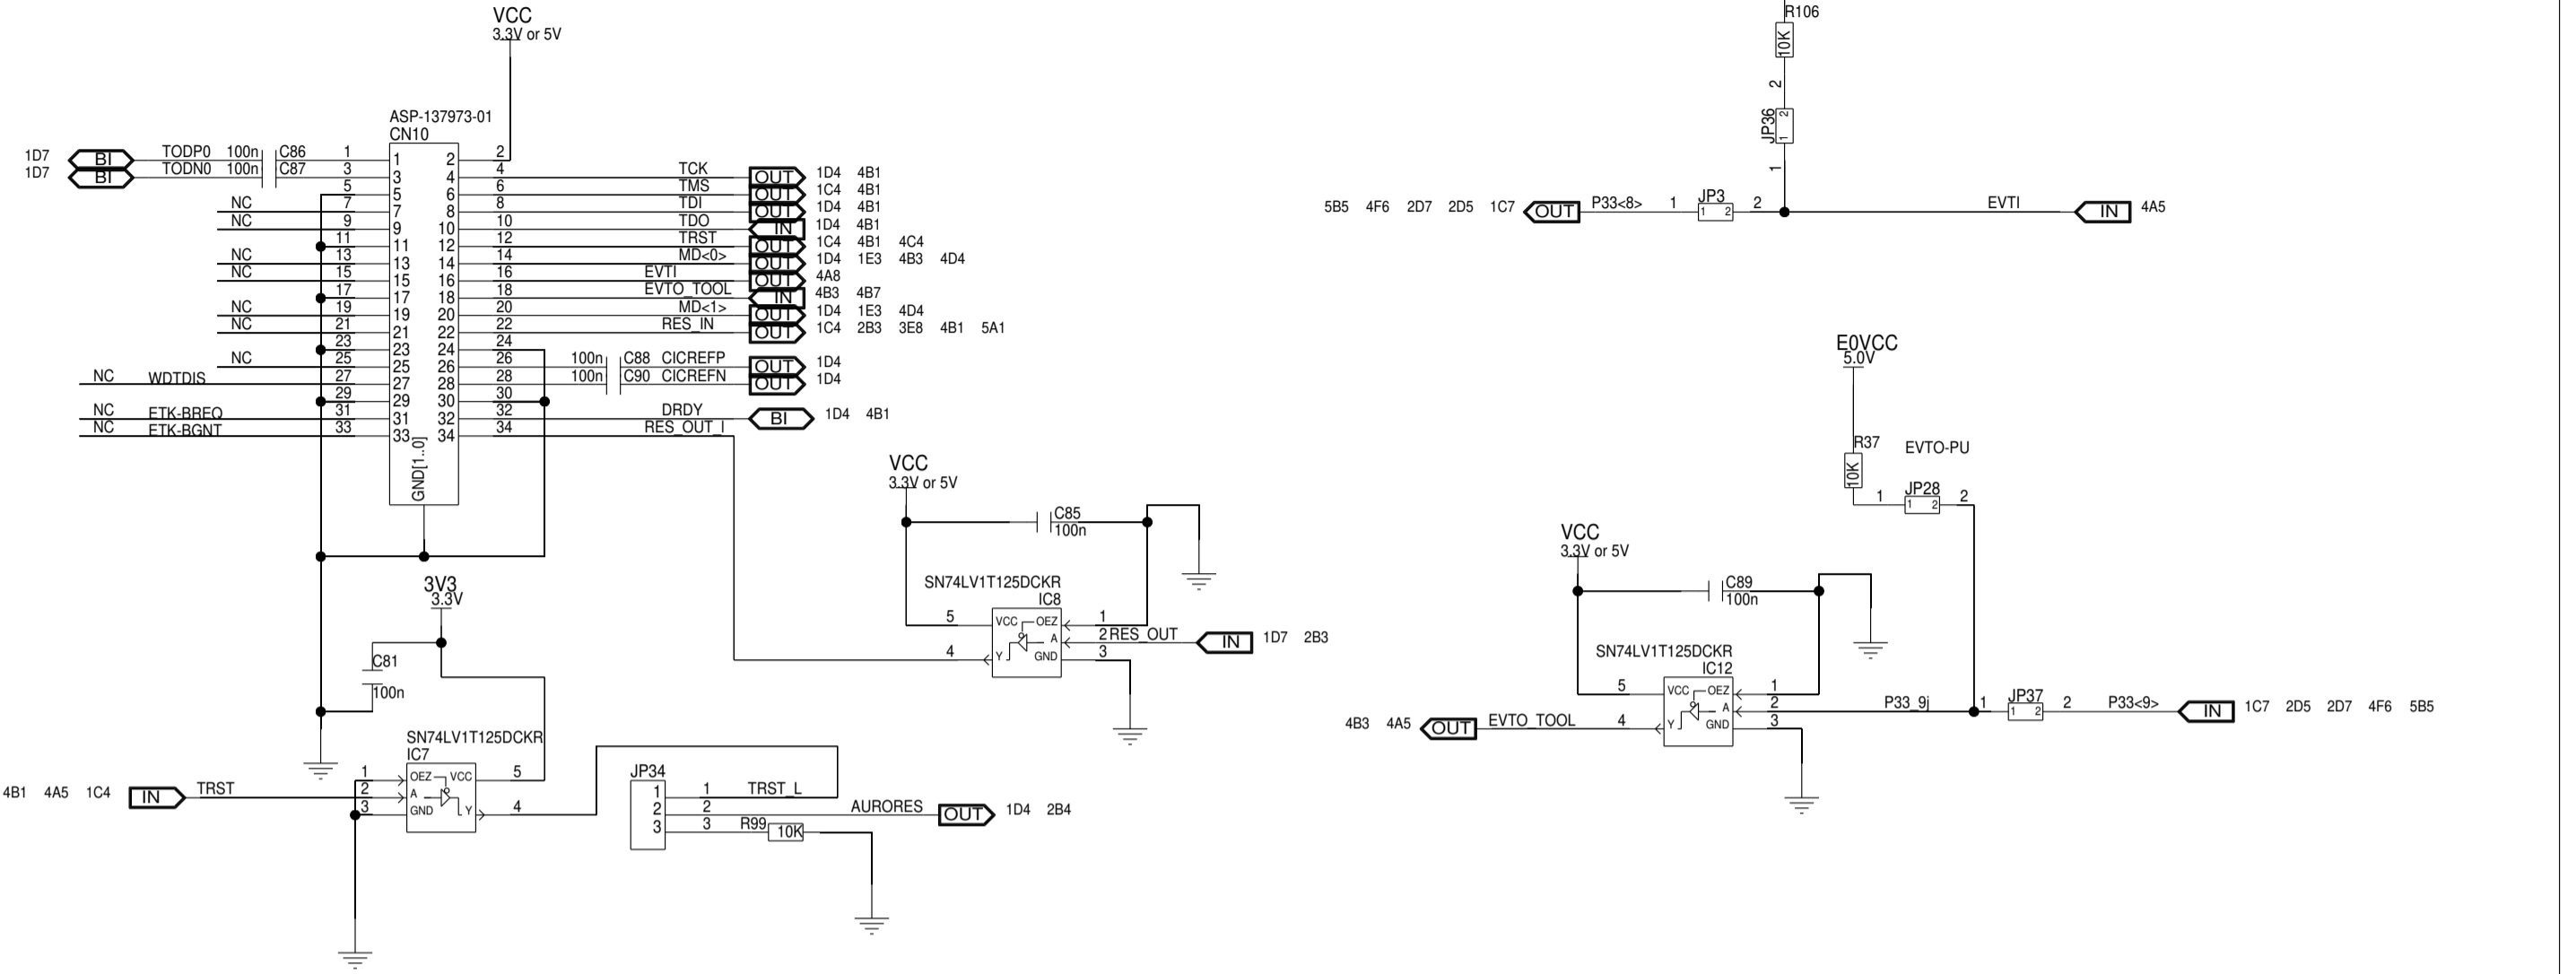 VCC
3.3V or 5V
ASP-137973-01
CN10
1D7 BI TODP0 100n C86 1 1 2 2
1D7 BI TODN0 100n C87 3 3 4 4 TCK OUT 1D4 4B1
5 5 6 6 TMS OUT 1C4 4B1
NC 7 7 8 8 TDI OUT 1D4 4B1
NC 9 9 10 10 TDO IN 1D4 4B1
11 11 12 12 TRST OUT 1C4 4B1 4C4
NC 13 13 14 14 MD<0> OUT 1D4 1E3 4B3 4D4
NC 15 15 16 16 EVTI OUT 4A8
17 17 18 18 EVTO_TOOL IN 4B3 4B7
NC 19 19 20 20 MD<1> OUT 1D4 1E3 4D4
NC 21 21 22 22 RES_IN OUT 1C4 2B3 3E8 4B1 5A1
23 23 24 24
NC 25 25 26 26 100n C88 CICREFP OUT 1D4
NC WDTDIS 27 27 28 28 100n C90 CICREFN OUT 1D4
29 29 30 30
NC ETK-BREQ 31 31 32 32 DRDY BI 1D4 4B1
NC ETK-BGNT 33 33 34 34 RES_OUT_I
GND[1..0]
R106
10K
2
JP36
1 2
1
5B5 4F6 2D7 2D5 1C7 OUT P33<8> 1 JP3 1 2 2 EVTI IN 4A5
VCC
3.3V or 5V
C85
100n
SN74LV1T125DCKR
IC8
5 VCC OEZ 1
A 2 RES_OUT IN 1D7 2B3
4 Y GND 3
3V3
3.3V
C81
100n
SN74LV1T125DCKR
IC7
1 OEZ VCC 5
4B1 4A5 1C4 IN TRST 2 A
3 GND Y 4
JP34
1 1 TRST_L
2 2 AURORES OUT 1D4 2B4
3 3 R99 10K
E0VCC
5.0V
R37
10K
EVTO-PU
1 JP28 1 2 2
VCC
3.3V or 5V
C89
100n
SN74LV1T125DCKR
IC12
5 VCC OEZ 1
A 2 P33_9j 1 JP37 1 2 2 P33<9> IN 1C7 2D5 2D7 4F6 5B5
4B3 4A5 OUT EVTO_TOOL 4 Y GND 3